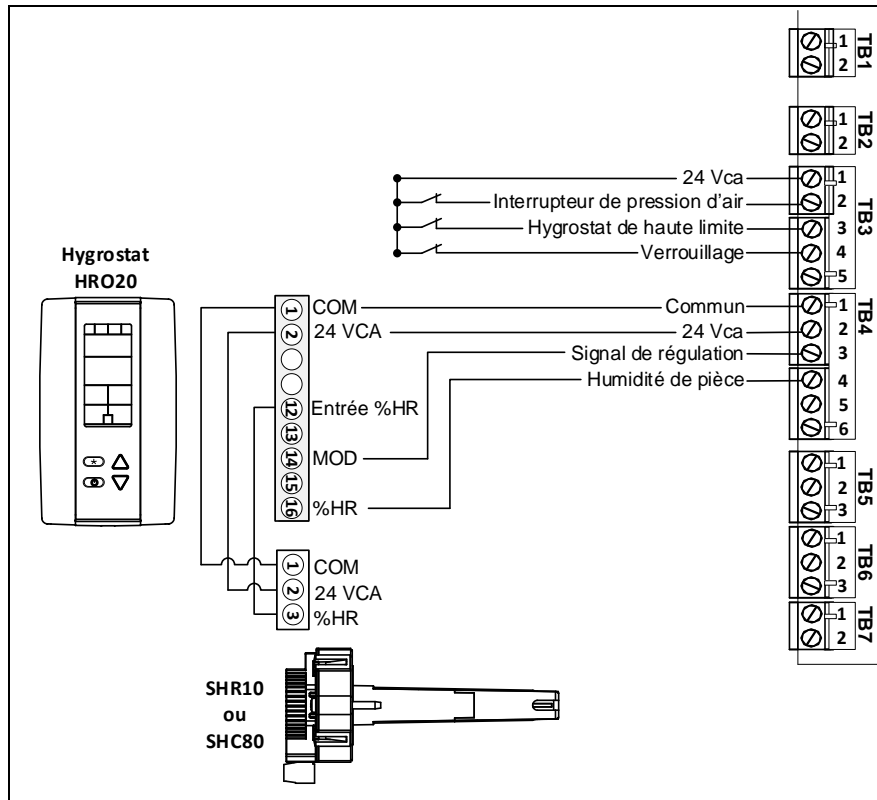 TB1
1
2
TB2
1
2
TB3
24 Vca 1
Interrupteur de pression d'air 2
Hygrostat de haute limite 3
Verrouillage 4
5
Hygrostat
HRO20
TB4
1 COM Commun 1
2 24 VCA 24 Vca 2
Signal de régulation 3
Humidité de pièce 4
5
6
12 Entrée %HR
13
14 MOD
15
16 %HR
TB5
1
2
3
TB6
1
2
3
TB7
1
2
1 COM
2 24 VCA
3 %HR
SHR10
ou
SHC80